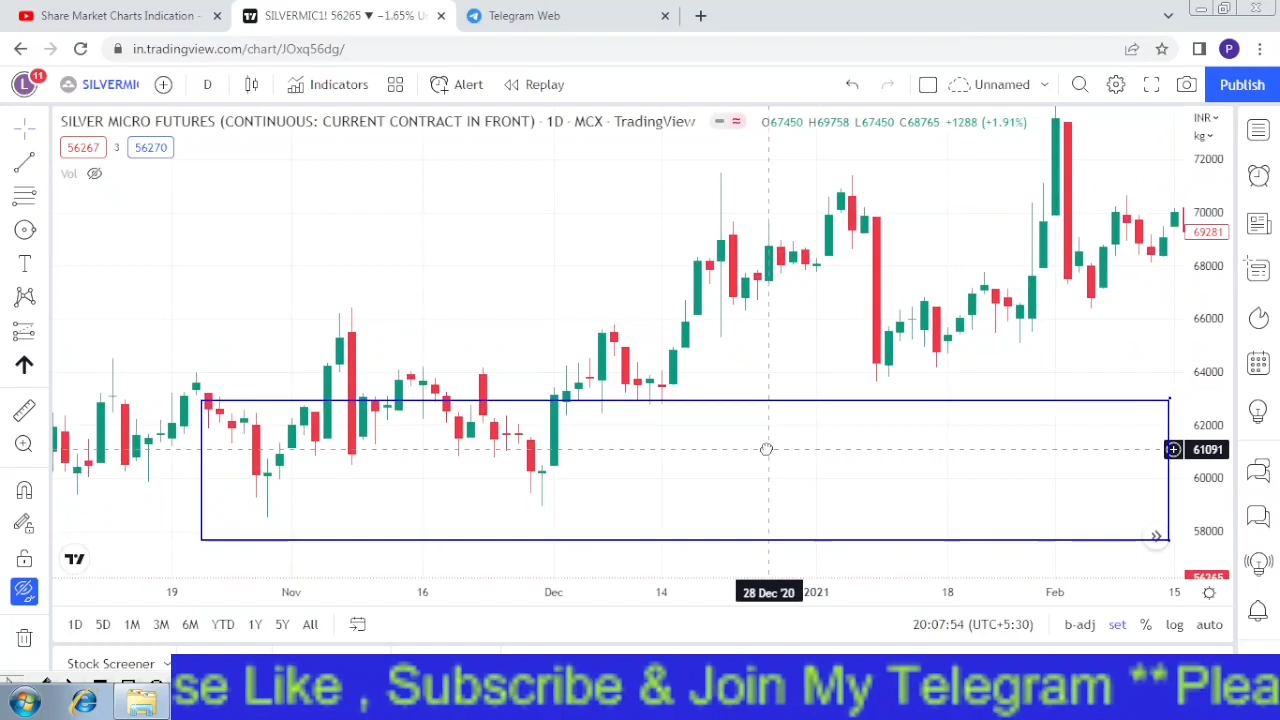 Share Market Charts Indication -
SILVERMIC1! 56265 ▼ −1.65% U
Telegram Web
in.tradingview.com/chart/JOxq56dg/
P
L
11
SILVERMI
D
Indicators
Alert
Replay
Unnamed
Publish
SILVER MICRO FUTURES (CONTINUOUS: CURRENT CONTRACT IN FRONT) · 1D · MCX · TradingView
O67450 H69758 L67450 C68765 +1288 (+1.91%)
INR
kg
56267
3
56270
Vol
72000
70000
69281
68000
66000
64000
62000
61091
60000
58000
56265
19
Nov
16
Dec
14
28 Dec '20
2021
18
Feb
15
1D 5D 1M 3M 6M YTD 1Y 5Y All
20:07:54 (UTC+5:30)
b-adj set % log auto
Stock Screener
se Like , Subscribe & Join My Telegram ** Plea